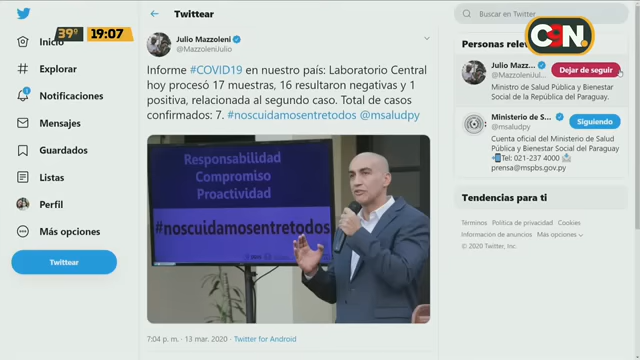 39°
19:07
Inicio
Explorar
1
Notificaciones
Mensajes
Guardados
Listas
Perfil
Más opciones
Twittear
Twittear
Julio Mazzoleni
@MazzoleniJulio
Informe #COVID19 en nuestro país: Laboratorio Central
hoy procesó 17 muestras, 16 resultaron negativas y 1
positiva, relacionada al segundo caso. Total de casos
confirmados: 7. #noscuidamosentretodos @msaludpy
Responsabilidad
Compromiso
Proactividad
#noscuidamosentretodos
7:04 p. m. · 13 mar. 2020 · Twitter for Android
Buscar en Twitter
C9N.
Personas relev
Julio Mazz...
@MazzoleniJul...
Dejar de seguir
Ministro de Salud Pública y Bienestar
Social de la República del Paraguay.
Ministerio de S...
@msaludpy
Siguiendo
Cuenta oficial del Ministerio de Salud
Pública y Bienestar Social del Paraguay
Tel: 021-237 4000
prensa@mspbs.gov.py
Tendencias para ti
Términos Política de privacidad Cookies
Información de anuncios Más opciones
© 2020 Twitter, Inc.